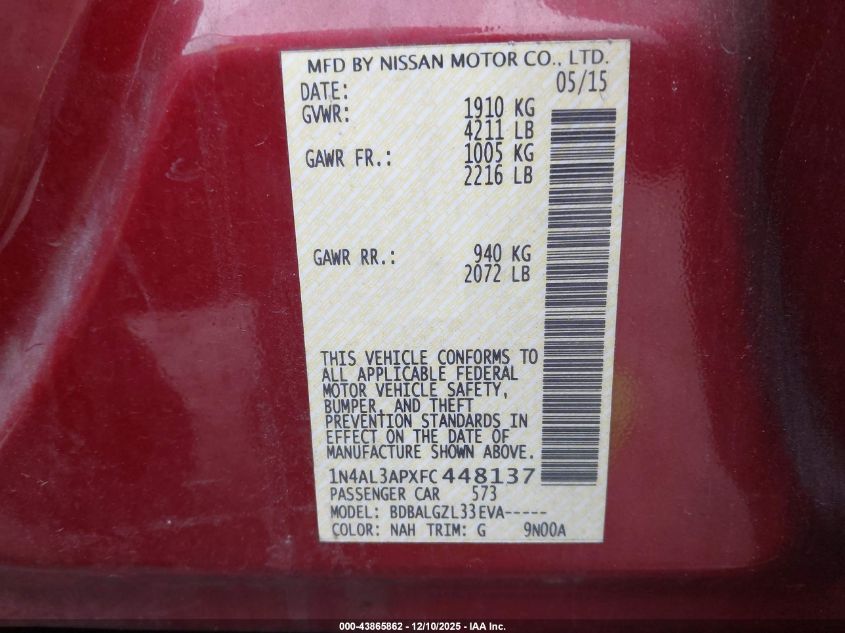 MFD BY NISSAN MOTOR CO., LTD.
DATE: 05/15
GVWR: 1910 KG
4211 LB
GAWR FR.: 1005 KG
2216 LB
GAWR RR.: 940 KG
2072 LB
THIS VEHICLE CONFORMS TO
ALL APPLICABLE FEDERAL
MOTOR VEHICLE SAFETY,
BUMPER, AND THEFT
PREVENTION STANDARDS IN
EFFECT ON THE DATE OF
MANUFACTURE SHOWN ABOVE.
1N4AL3APXFC448137
PASSENGER CAR 573
MODEL: BDBALGZL33EVA-----
COLOR: NAH TRIM: G 9N00A
000-43865862 - 12/10/2025 - IAA Inc.